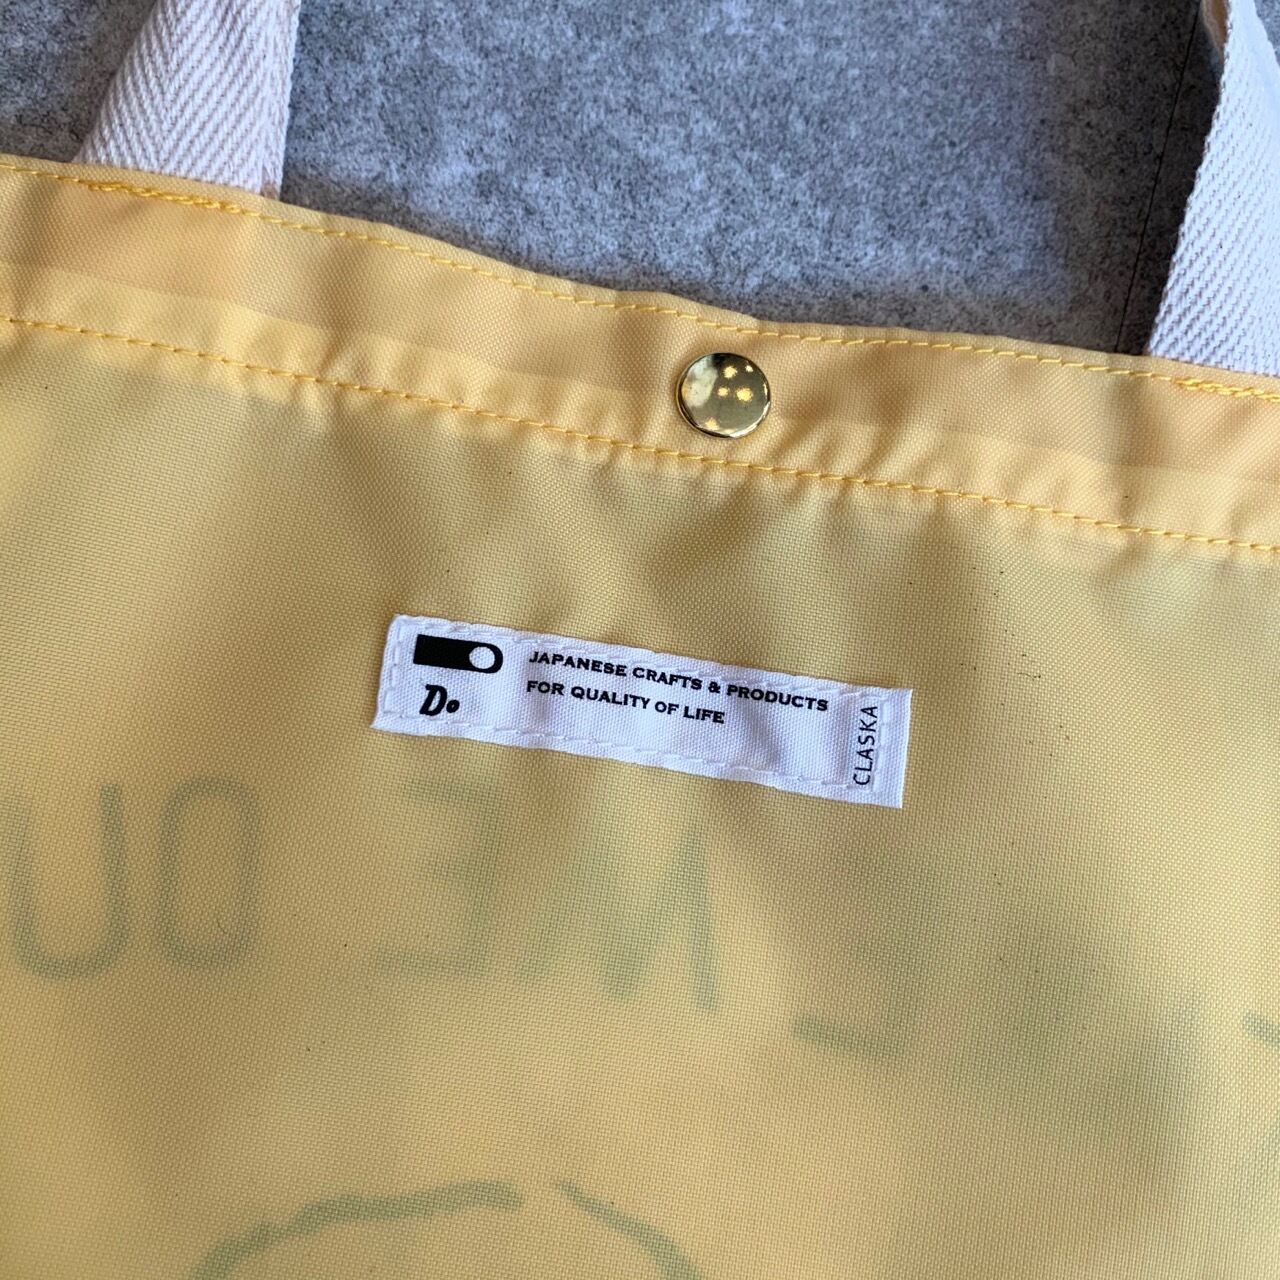 JAPANESE CRAFTS & PRODUCTS
FOR QUALITY OF LIFE
Do
CLASKA